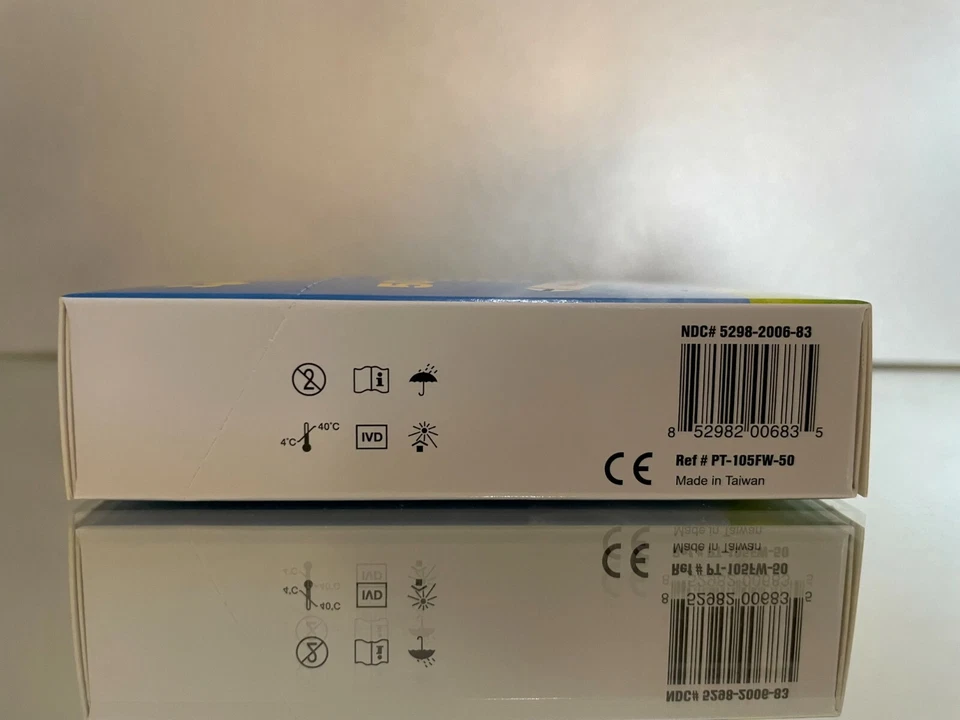 NDC# 5298-2006-83
8 52982 00683 5
2
i
4°C 40°C
IVD
CE
Ref # PT-105FW-50
Made in Taiwan